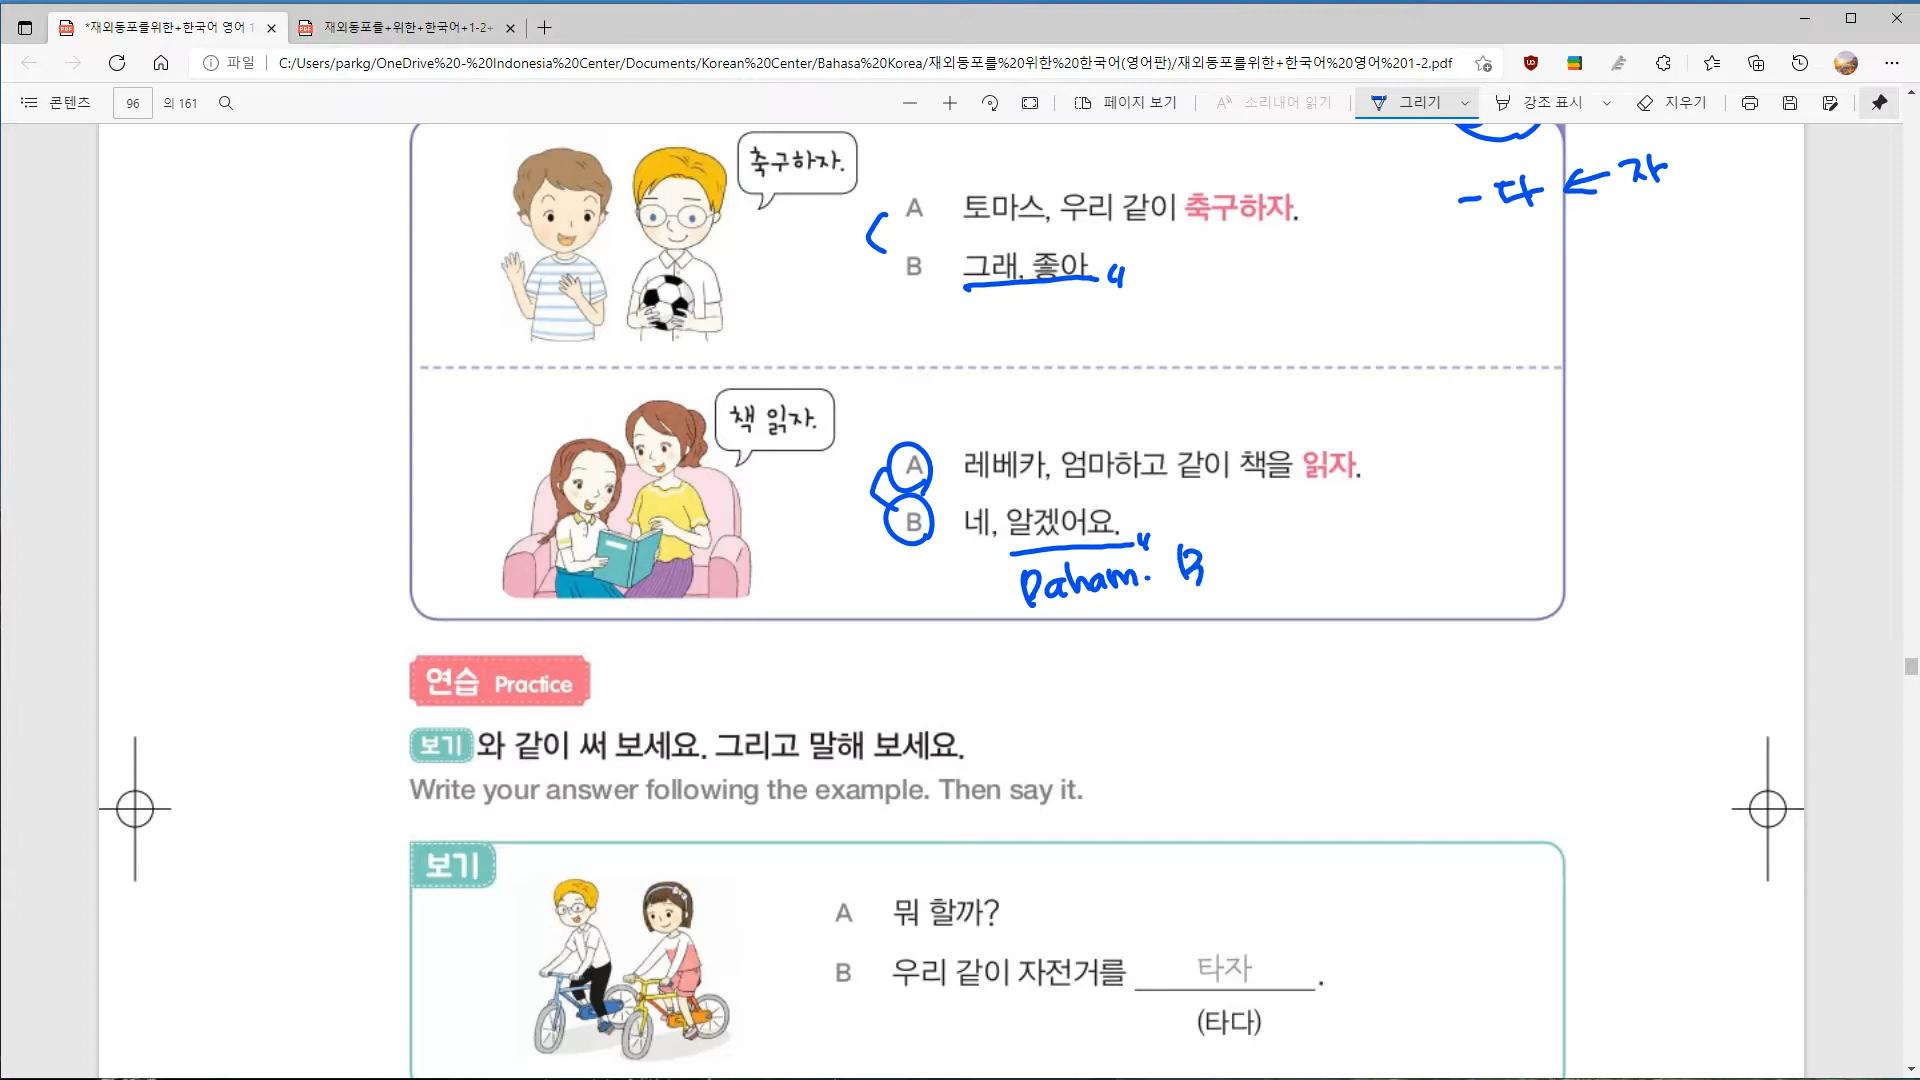 *재외동포를위한+한국어 영어 1
재외동포를+위한+한국어+1-2+
파일
C:/Users/parkg/OneDrive%20-%20Indonesia%20Center/Documents/Korean%20Center/Bahasa%20Korea/재외동포를%20위한%20한국어(영어판)/재외동포를위한+한국어%20영어%201-2.pdf
콘텐츠
96
의 161
페이지 보기
소리내어 읽기
그리기
강조 표시
지우기
축구하자.
A 토마스, 우리 같이 축구하자.
B 그래, 좋아
-다 ← 자
책 읽자.
A 레베카, 엄마하고 같이 책을 읽자.
B 네, 알겠어요.
Paham.
연습 Practice
보기 와 같이 써 보세요. 그리고 말해 보세요.
Write your answer following the example. Then say it.
보기
A 뭐 할까?
B 우리 같이 자전거를 타자.
(타다)